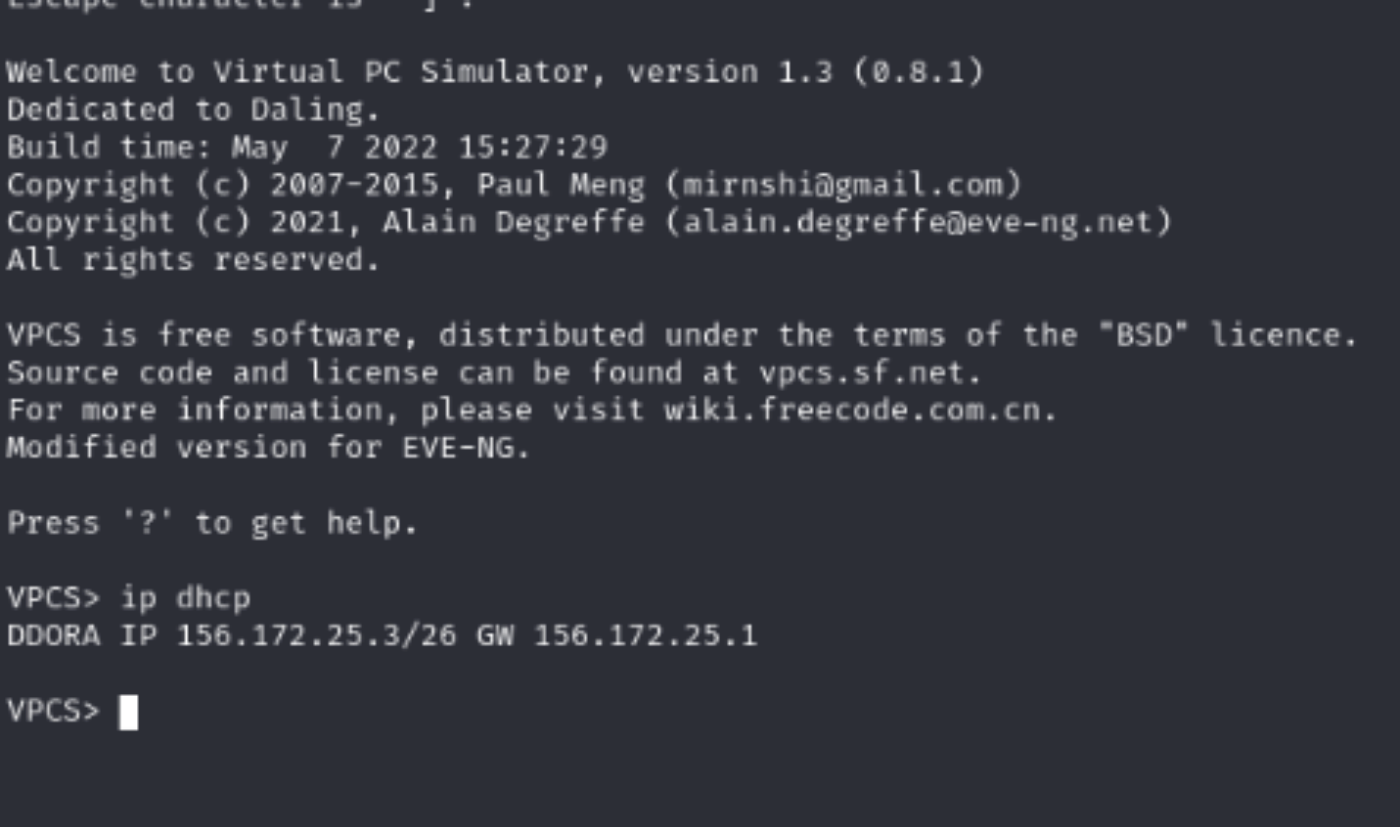 Welcome to Virtual PC Simulator, version 1.3 (0.8.1)
Dedicated to Daling.
Build time: May  7 2022 15:27:29
Copyright (c) 2007-2015, Paul Meng (mirnshi@gmail.com)
Copyright (c) 2021, Alain Degreffe (alain.degreffe@eve-ng.net)
All rights reserved.
VPCS is free software, distributed under the terms of the "BSD" licence.
Source code and license can be found at vpcs.sf.net.
For more information, please visit wiki.freecode.com.cn.
Modified version for EVE-NG.
Press '?' to get help.
VPCS> ip dhcp
DDORA IP 156.172.25.3/26 GW 156.172.25.1
VPCS>